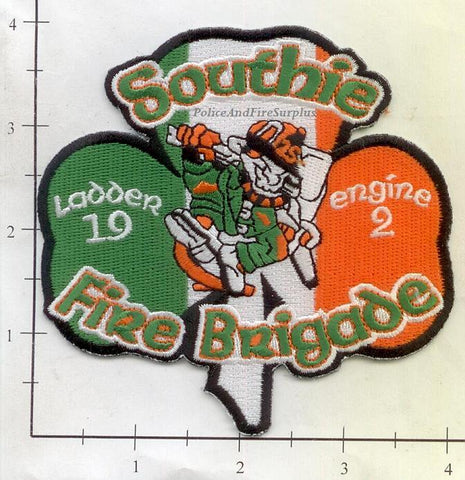 4
Southie
PoliceAndFireSurplus
3
Ladder
19
engine
2
2
Fire Brigade
1
1
2
3
4